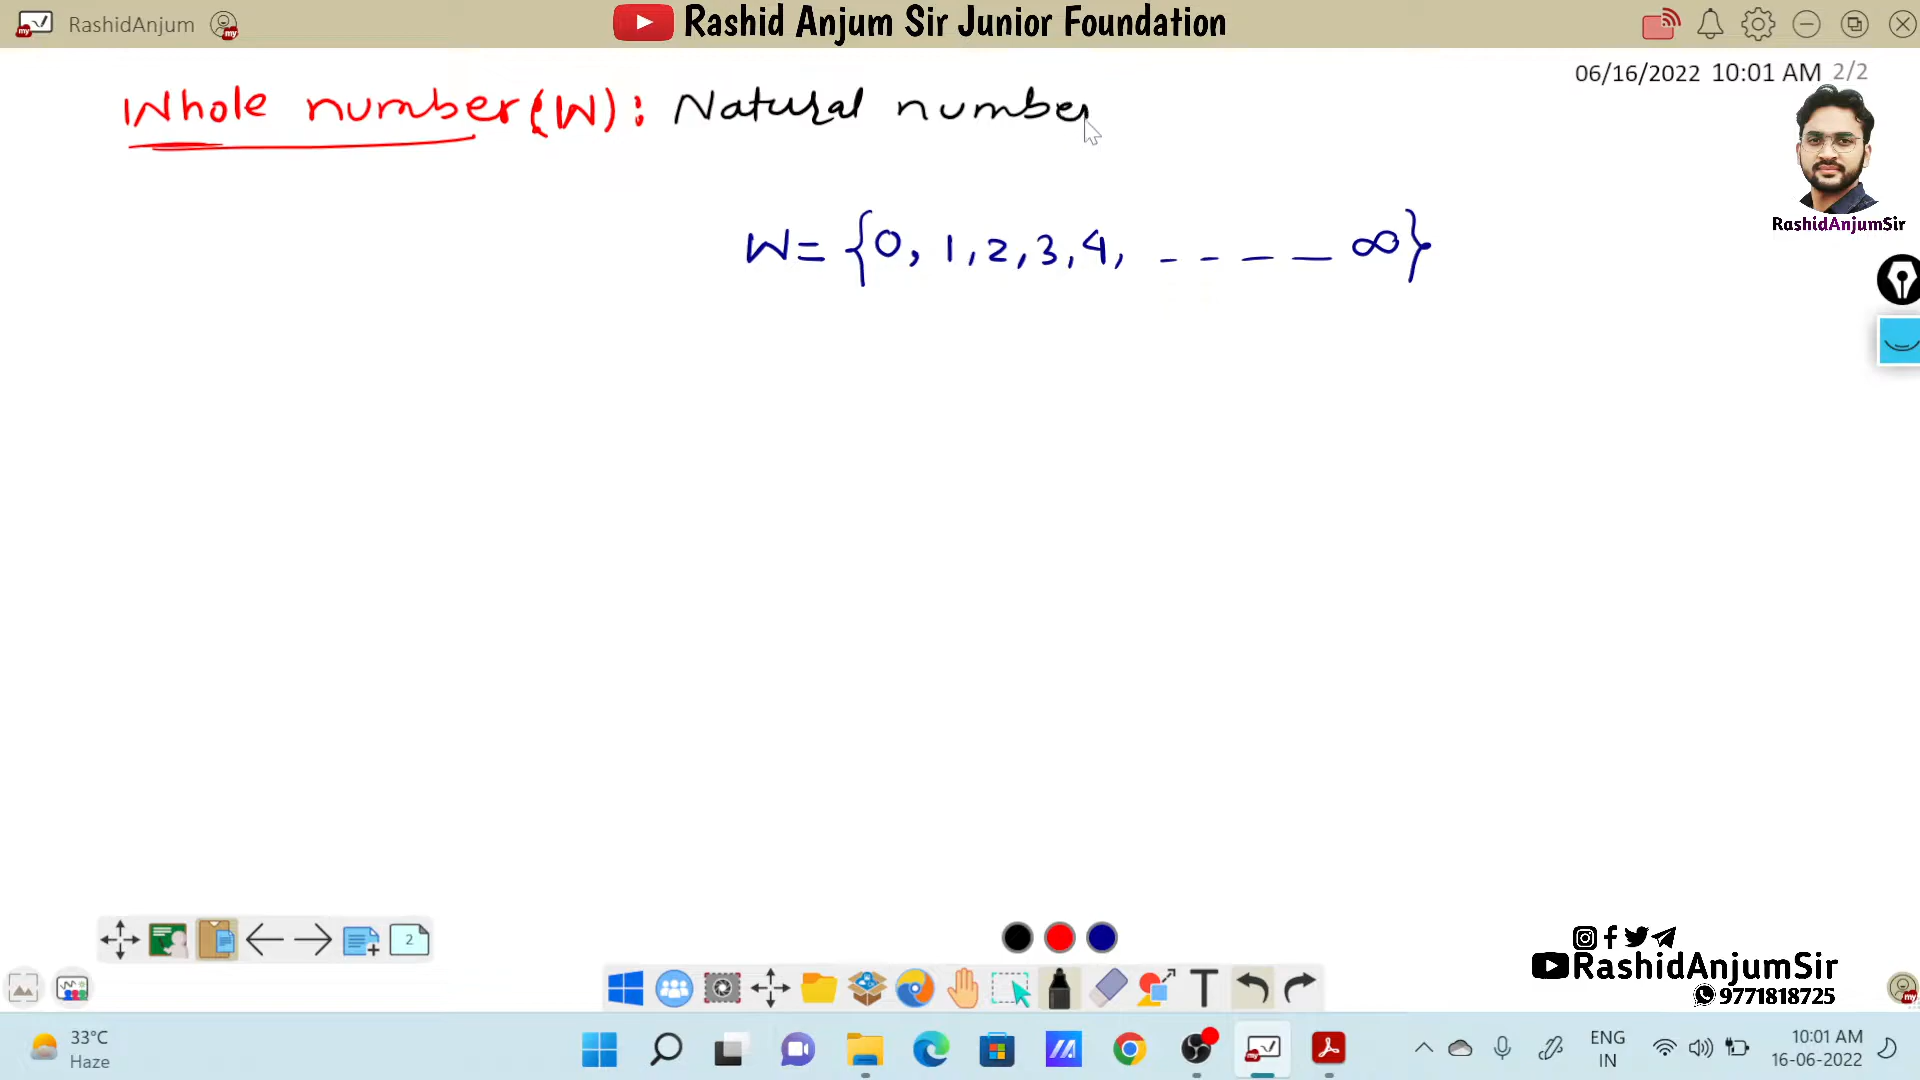 RashidAnjum
Rashid Anjum Sir Junior Foundation
06/16/2022 10:01 AM 2/2
Whole number(W): Natural number
RashidAnjumSir
W= {0, 1,2,3,4, _ _ _ _ _ ∞}
2
RashidAnjumSir
9771818725
33°C
Haze
ENG
IN
10:01 AM
16-06-2022